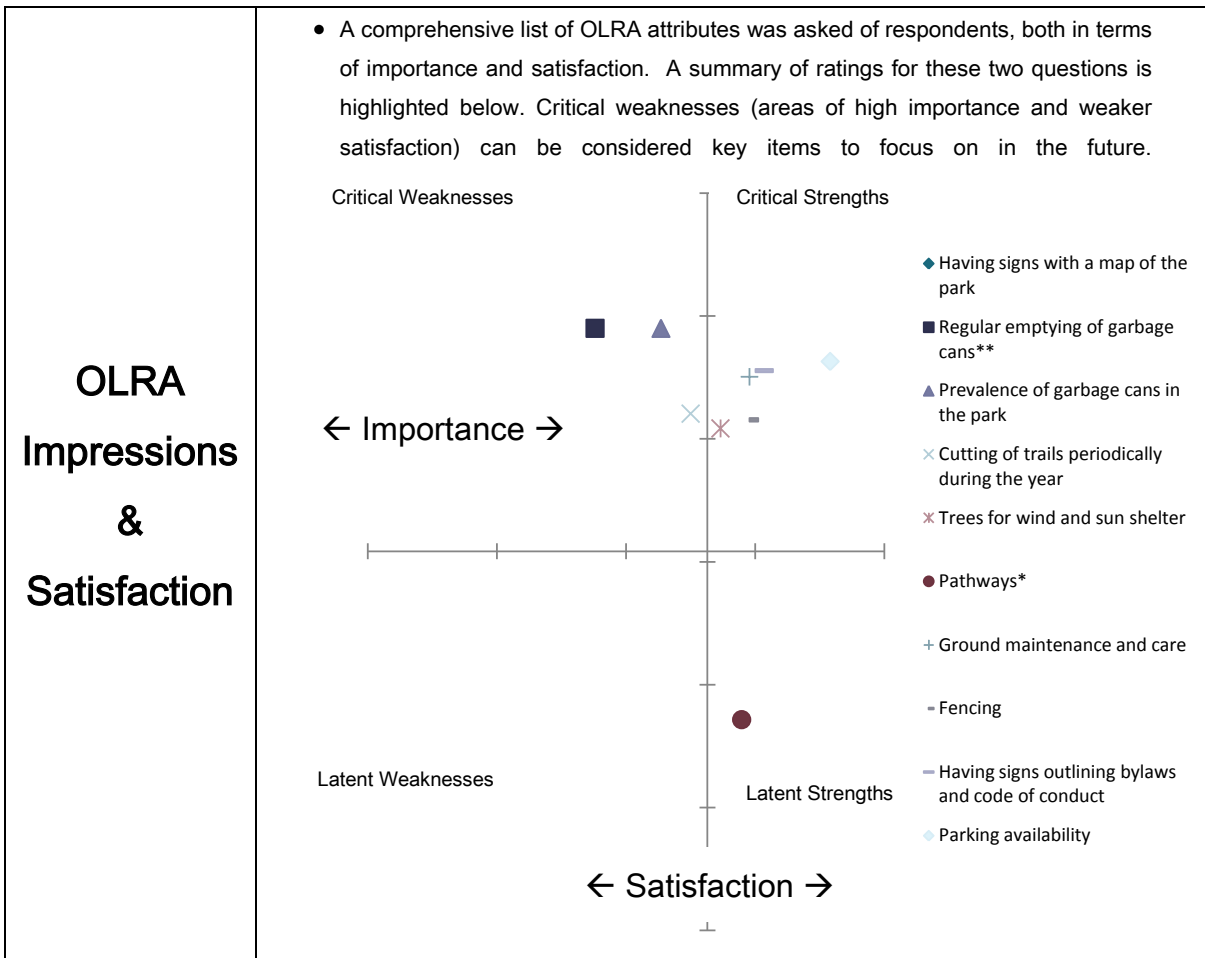 OLRA
Impressions
&
Satisfaction
• A comprehensive list of OLRA attributes was asked of respondents, both in terms
of importance and satisfaction. A summary of ratings for these two questions is
highlighted below. Critical weaknesses (areas of high importance and weaker
satisfaction) can be considered key items to focus on in the future.
Critical Weaknesses
Critical Strengths
← Importance →
Latent Weaknesses
Latent Strengths
← Satisfaction →
Having signs with a map of the
park
Regular emptying of garbage
cans**
Prevalence of garbage cans in
the park
Cutting of trails periodically
during the year
Trees for wind and sun shelter
Pathways*
Ground maintenance and care
Fencing
Having signs outlining bylaws
and code of conduct
Parking availability